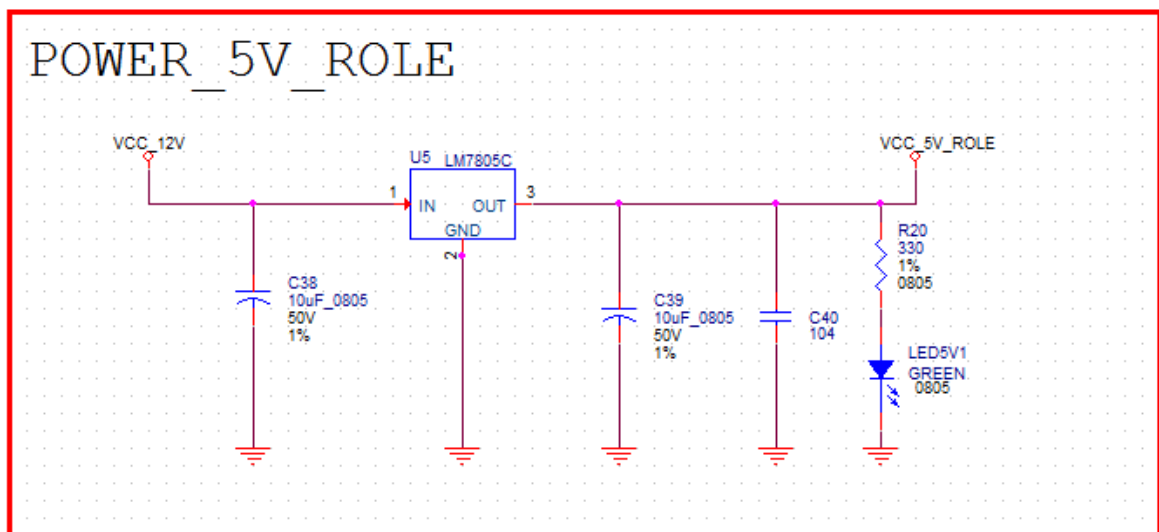 POWER_5V_ROLE
VCC_12V
U5 LM7805C
VCC_5V_ROLE
1
IN OUT
3
GND
2
R20
330
1%
0805
C38
10uF_0805
50V
1%
C39
10uF_0805
50V
1%
C40
104
LED5V1
GREEN
0805